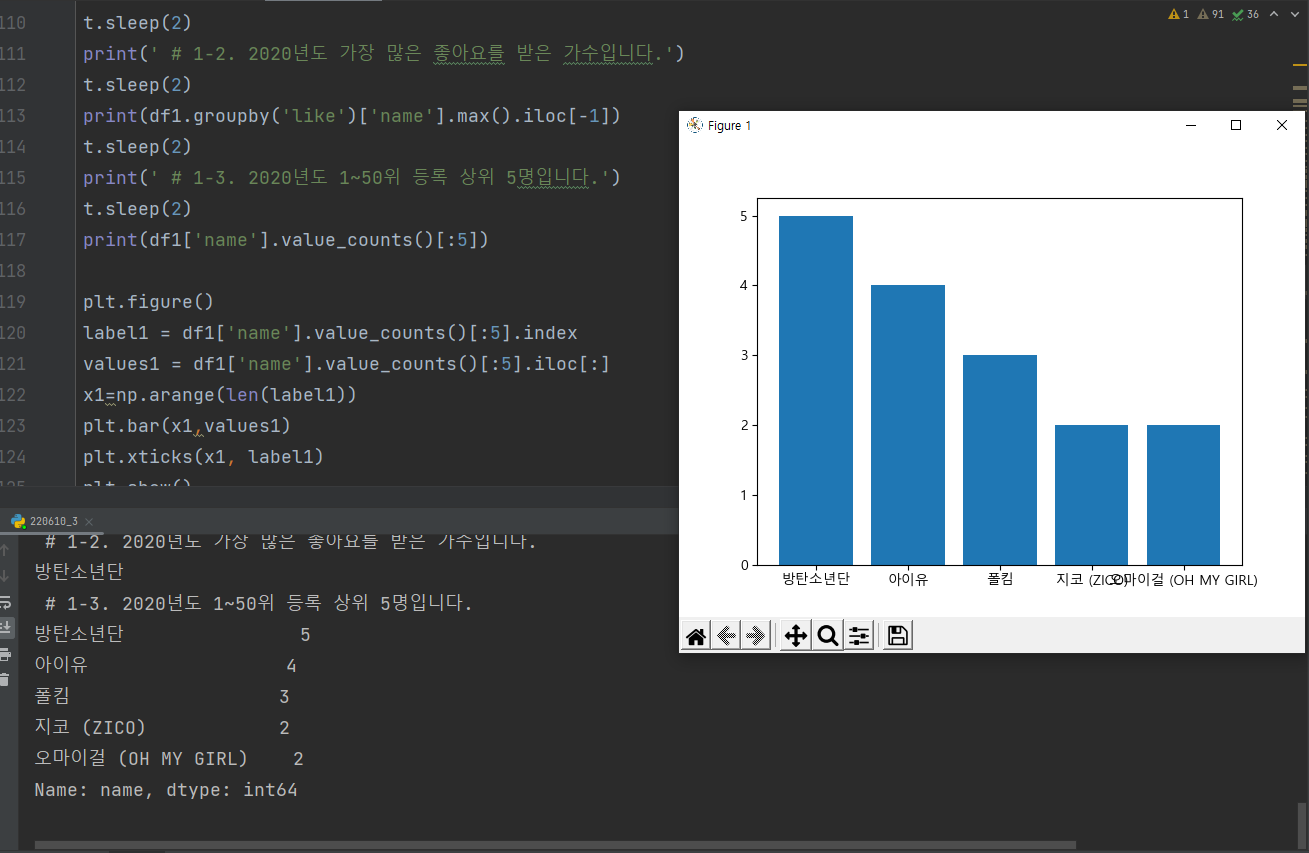 110 t.sleep(2)
111 print(' # 1-2. 2020년도 가장 많은 좋아요를 받은 가수입니다.')
112 t.sleep(2)
113 print(df1.groupby('like')['name'].max().iloc[-1])
114 t.sleep(2)
115 print(' # 1-3. 2020년도 1~50위 등록 상위 5명입니다.')
116 t.sleep(2)
117 print(df1['name'].value_counts()[:5])
118
119 plt.figure()
120 label1 = df1['name'].value_counts()[:5].index
121 values1 = df1['name'].value_counts()[:5].iloc[:]
122 x1=np.arange(len(label1))
123 plt.bar(x1,values1)
124 plt.xticks(x1, label1)
125 plt.show()
1 91 36
Figure 1
5
4
3
2
1
0
방탄소년단 아이유 폴킴 지코 (ZICO) 오마이걸 (OH MY GIRL)
220610_3
# 1-2. 2020년도 가장 많은 좋아요를 받은 가수입니다.
방탄소년단
# 1-3. 2020년도 1~50위 등록 상위 5명입니다.
방탄소년단 5
아이유 4
폴킴 3
지코 (ZICO) 2
오마이걸 (OH MY GIRL) 2
Name: name, dtype: int64